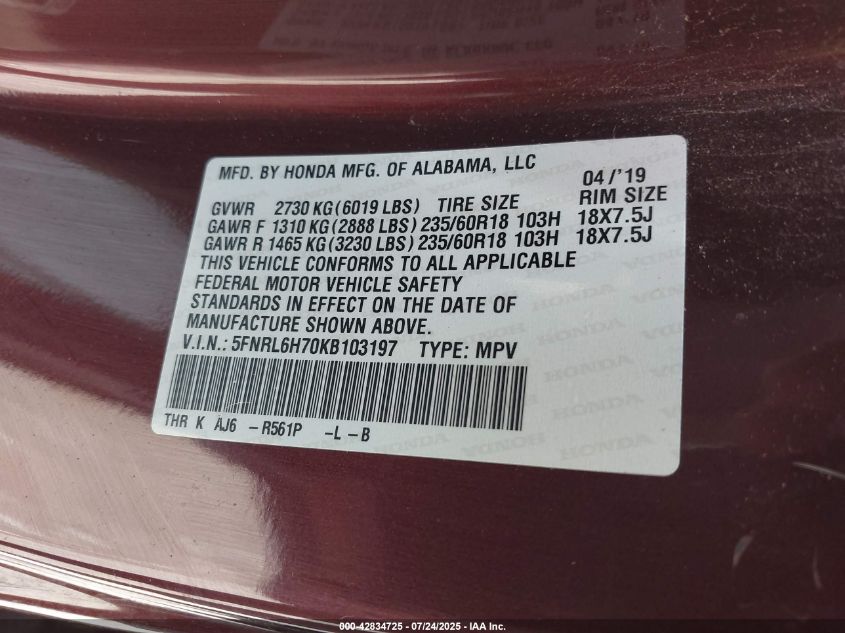 MFD. BY HONDA MFG. OF ALABAMA, LLC
04/'19
GVWR 2730 KG(6019 LBS) TIRE SIZE RIM SIZE
GAWR F 1310 KG(2888 LBS) 235/60R18 103H 18X7.5J
GAWR R 1465 KG(3230 LBS) 235/60R18 103H 18X7.5J
THIS VEHICLE CONFORMS TO ALL APPLICABLE
FEDERAL MOTOR VEHICLE SAFETY
STANDARDS IN EFFECT ON THE DATE OF
MANUFACTURE SHOWN ABOVE.
V.I.N.: 5FNRL6H70KB103197 TYPE: MPV
THR K AJ6 -R561P -L-B
000-42834725 - 07/24/2025 - IAA Inc.